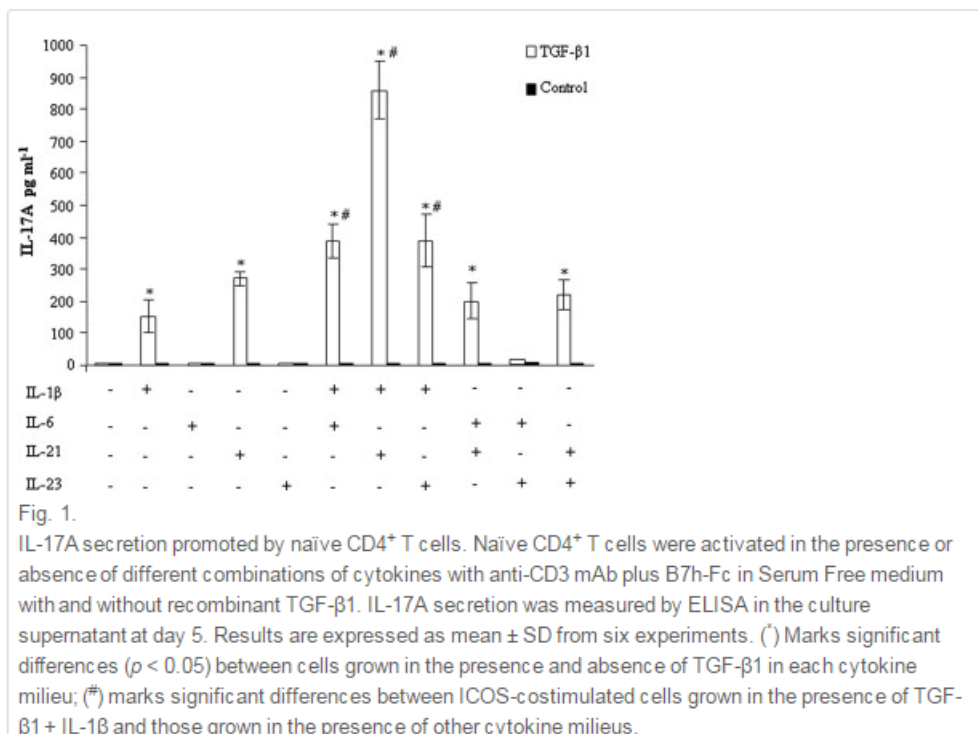 1000
900
800
700
600
500
400
300
200
100
0
IL-17A pg ml⁻¹
TGF-β1
Control
*
*
*#
*#
*#
*
*
IL-1β - + - - - + + + - - -
IL-6 - - + - - + - - + + -
IL-21 - - - + - - + - + - +
IL-23 - - - - + - - + - + +
Fig. 1.
IL-17A secretion promoted by naïve CD4⁺ T cells. Naïve CD4⁺ T cells were activated in the presence or
absence of different combinations of cytokines with anti-CD3 mAb plus B7h-Fc in Serum Free medium
with and without recombinant TGF-β1. IL-17A secretion was measured by ELISA in the culture
supernatant at day 5. Results are expressed as mean ± SD from six experiments. (*) Marks significant
differences (p < 0.05) between cells grown in the presence and absence of TGF-β1 in each cytokine
milieu; (#) marks significant differences between ICOS-costimulated cells grown in the presence of TGF-
β1 + IL-1β and those grown in the presence of other cytokine milieus.